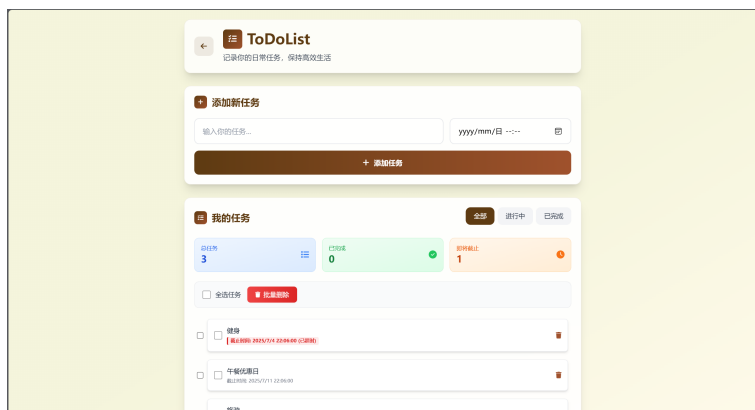 ToDoList
记录你的日常任务，保持高效生活
添加新任务
输入你的任务...
yyyy/mm/日 --:--
添加任务
我的任务
全部 进行中 已完成
总任务
3
已完成
0
即将截止
1
全选任务 批量删除
健身
截止时间: 2025/7/4 22:06:00 (已过期)
午餐优惠日
截止时间: 2025/7/11 22:06:00